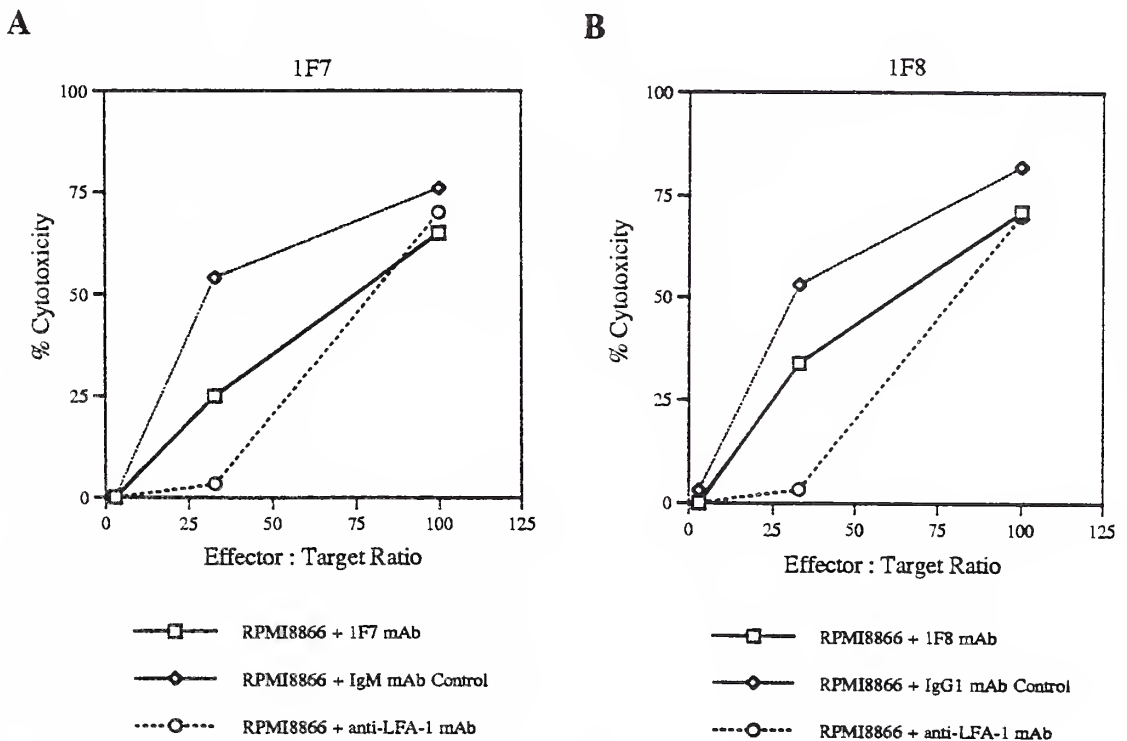 A
1F7
100
75
50
25
0
% Cytotoxicity
0 25 50 75 100 125
Effector : Target Ratio
RPMI8866 + 1F7 mAb
RPMI8866 + IgM mAb Control
RPMI8866 + anti-LFA-1 mAb
B
1F8
100
75
50
25
0
% Cytotoxicity
0 25 50 75 100 125
Effector : Target Ratio
RPMI8866 + 1F8 mAb
RPMI8866 + IgG1 mAb Control
RPMI8866 + anti-LFA-1 mAb